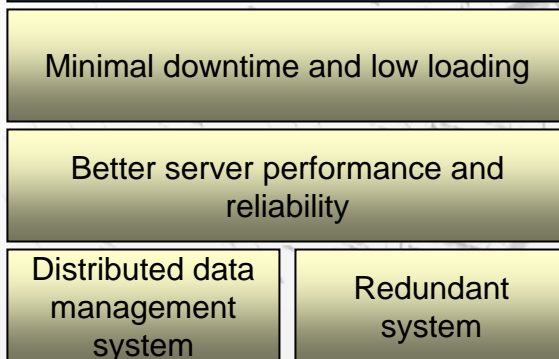 Minimal downtime and low loading
Better server performance and
reliability
Distributed data
management
system
Redundant
system